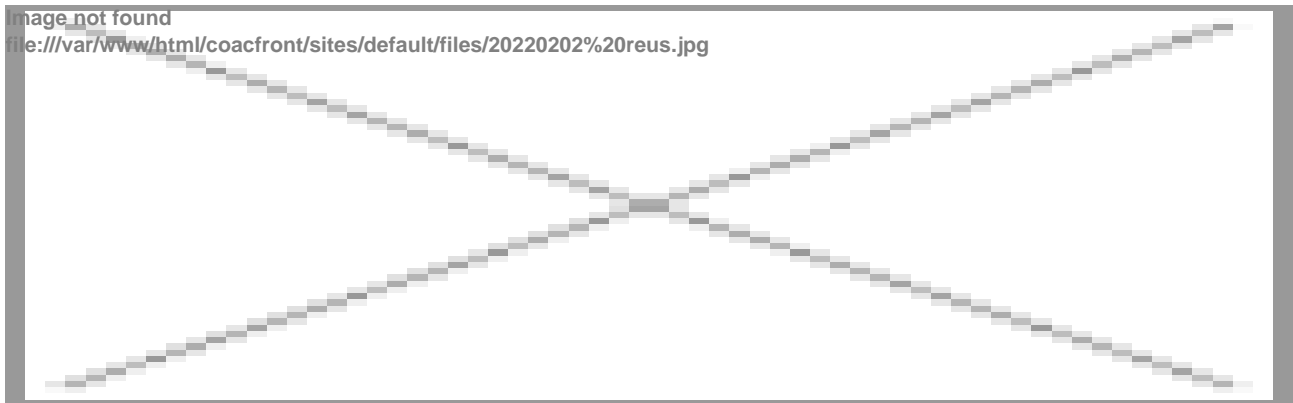 Image not found
file:///var/www/html/coacfront/sites/default/files/20220202%20reus.jpg